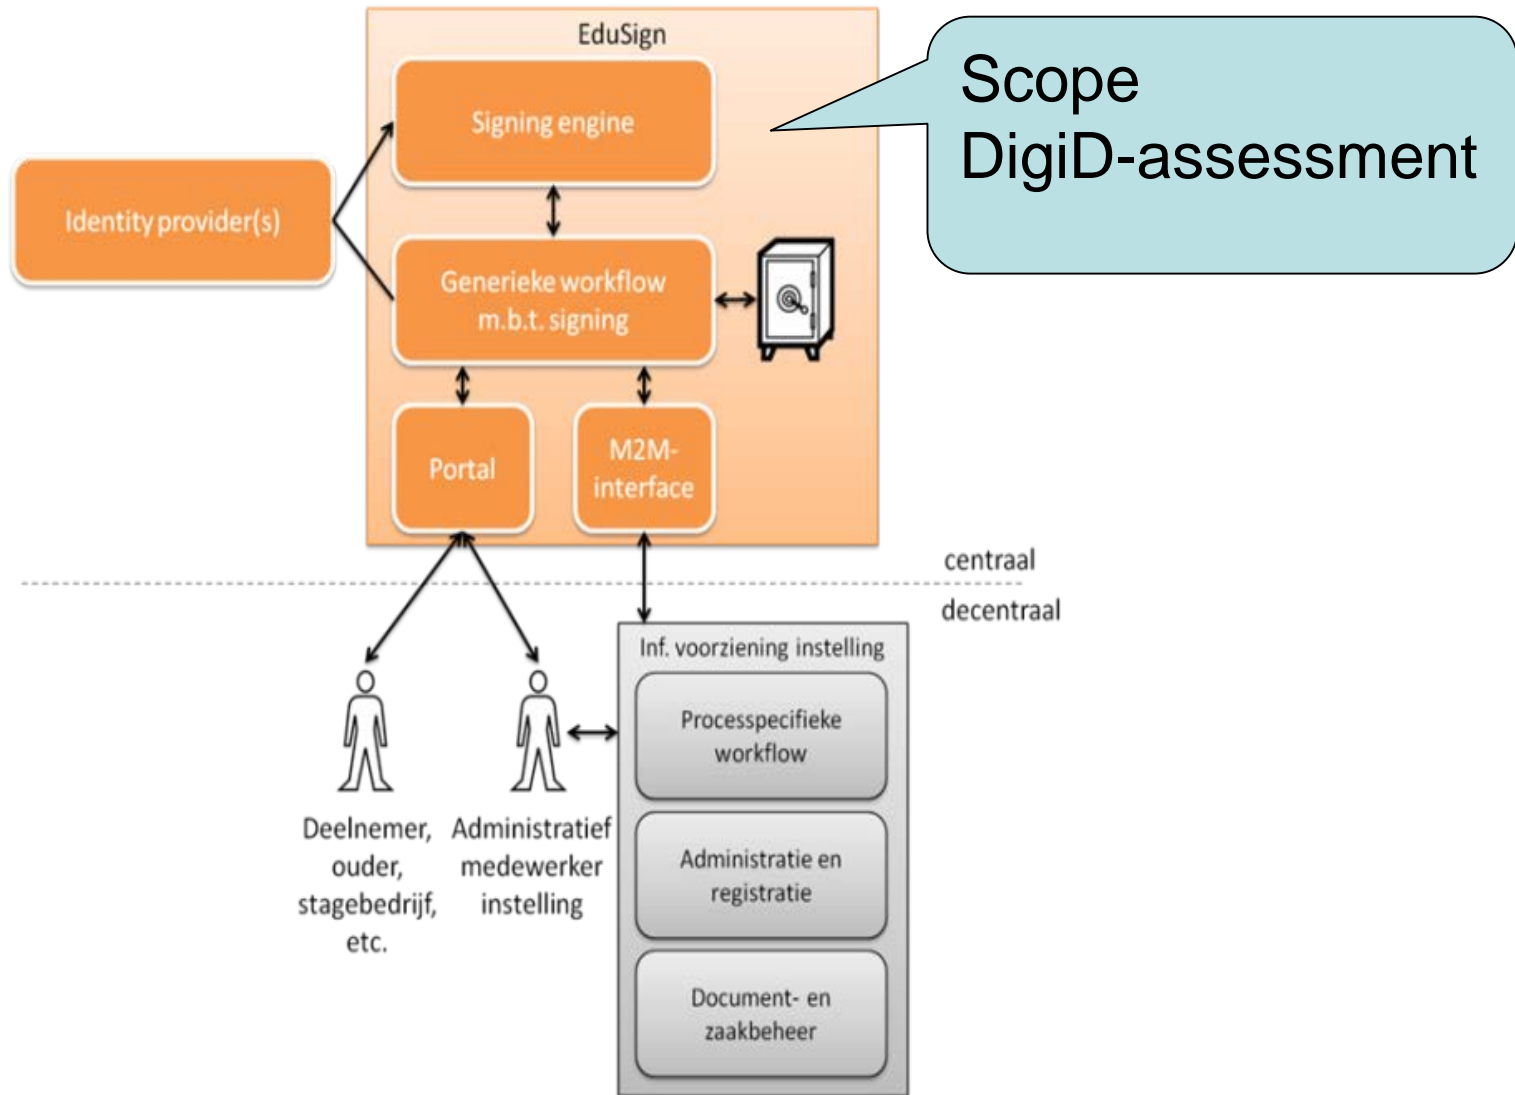 EduSign
Scope
DigiD-assessment
Signing engine
Identity provider(s)
Generieke workflow
m.b.t. signing
Portal
M2M-
interface
centraal
decentraal
Inf. voorziening instelling
Processpecifieke
workflow
Deelnemer,
ouder,
stagebedrijf,
etc.
Administratief
medewerker
instelling
Administratie en
registratie
Document- en
zaakbeheer